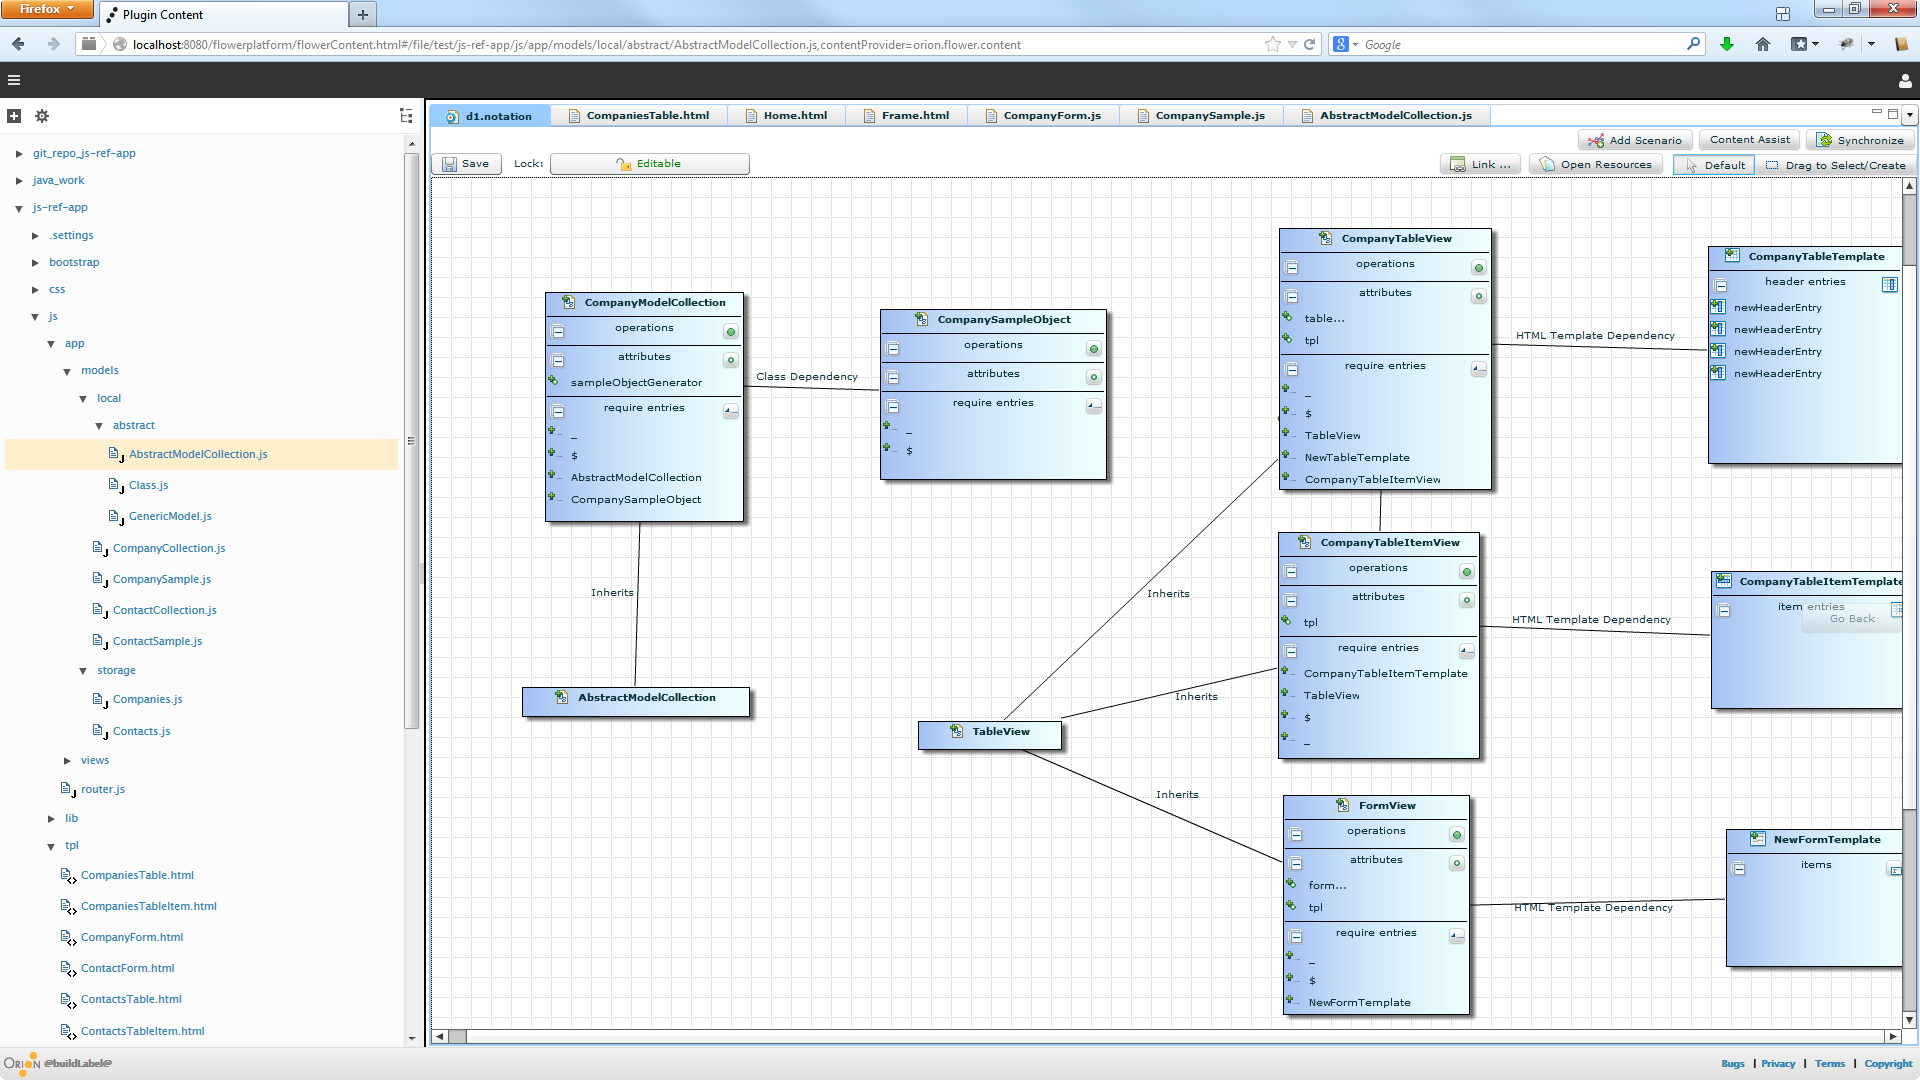 Firefox
Plugin Content
localhost:8080/flowerplatform/flowerContent.html#/file/test/js-ref-app/js/app/models/local/abstract/AbstractModelCollection.js,contentProvider=orion.flower.content
Google
d1.notation
CompaniesTable.html
Home.html
Frame.html
CompanyForm.js
CompanySample.js
AbstractModelCollection.js
Add Scenario
Content Assist
Synchronize
Save
Lock:
Editable
Link ...
Open Resources
Default
Drag to Select/Create
git_repo_js-ref-app
java_work
js-ref-app
.settings
bootstrap
css
js
app
models
local
abstract
AbstractModelCollection.js
Class.js
GenericModel.js
CompanyCollection.js
CompanySample.js
ContactCollection.js
ContactSample.js
storage
Companies.js
Contacts.js
views
router.js
lib
tpl
CompaniesTable.html
CompaniesTableItem.html
CompanyForm.html
ContactForm.html
ContactsTable.html
ContactsTableItem.html
CompanyModelCollection
operations
attributes
sampleObjectGenerator
require entries
_
$
AbstractModelCollection
CompanySampleObject
Class Dependency
CompanySampleObject
operations
attributes
require entries
_
$
Inherits
AbstractModelCollection
TableView
Inherits
Inherits
Inherits
CompanyTableView
operations
attributes
table...
tpl
require entries
_
$
TableView
NewTableTemplate
CompanyTableItemView
HTML Template Dependency
CompanyTableTemplate
header entries
newHeaderEntry
newHeaderEntry
newHeaderEntry
newHeaderEntry
CompanyTableItemView
operations
attributes
tpl
require entries
CompanyTableItemTemplate
TableView
$
_
HTML Template Dependency
CompanyTableItemTemplate
item entries
Go Back
FormView
operations
attributes
form...
tpl
require entries
_
$
NewFormTemplate
HTML Template Dependency
NewFormTemplate
items
ORION @buildLabel@
Bugs | Privacy | Terms | Copyright